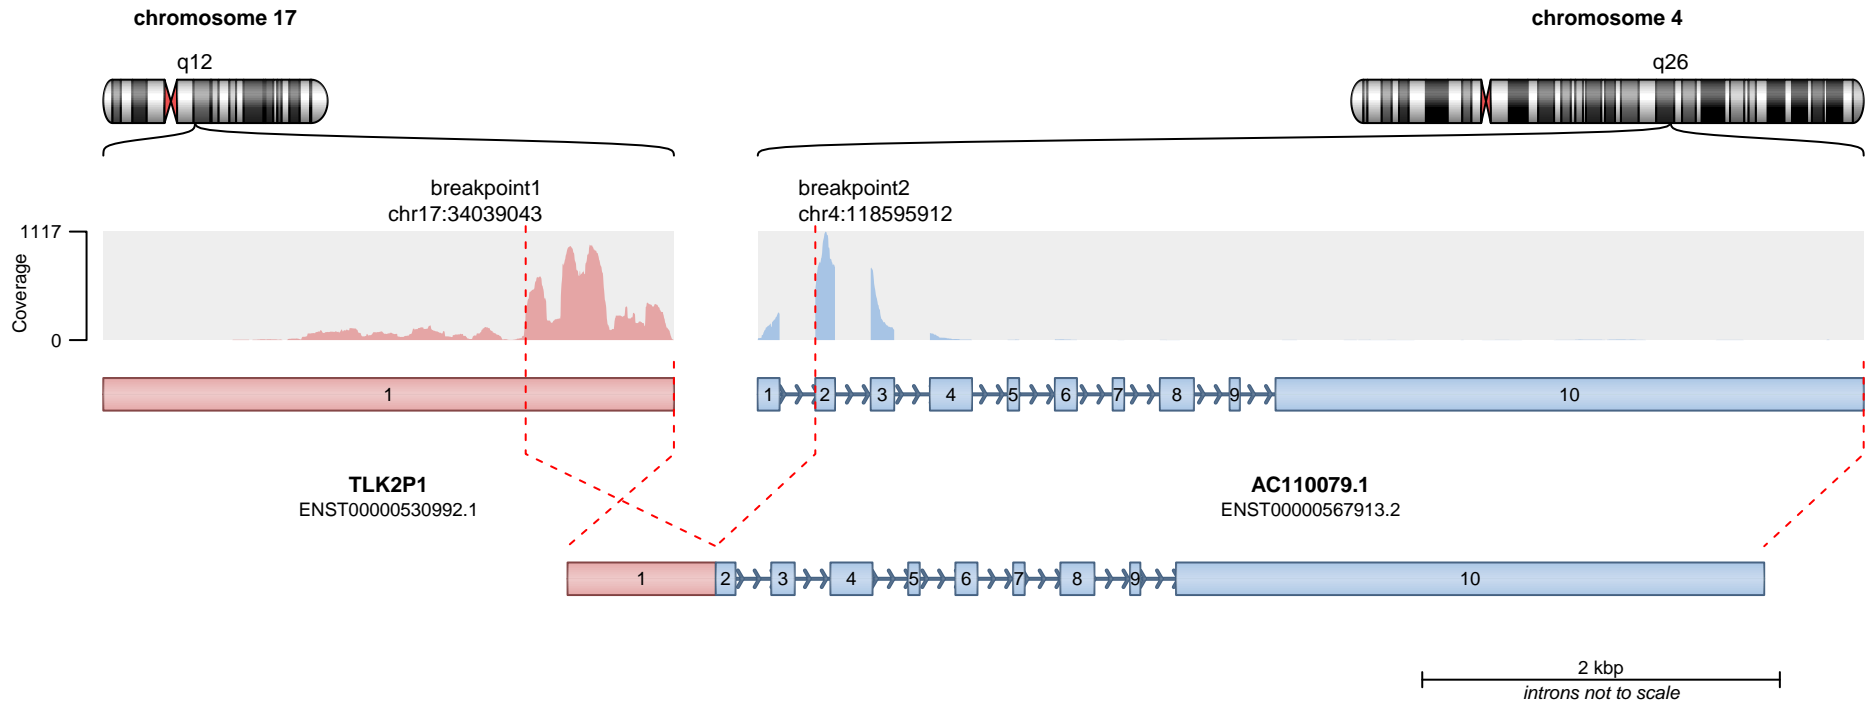 chromosome 17
chromosome 4
q12
q26
breakpoint1
chr17:34039043
breakpoint2
chr4:118595912
1117
Coverage
0
1
1 2 3 4 5 6 7 8 9 10
TLK2P1
ENST00000530992.1
AC110079.1
ENST00000567913.2
1 2 3 4 5 6 7 8 9 10
2 kbp
introns not to scale